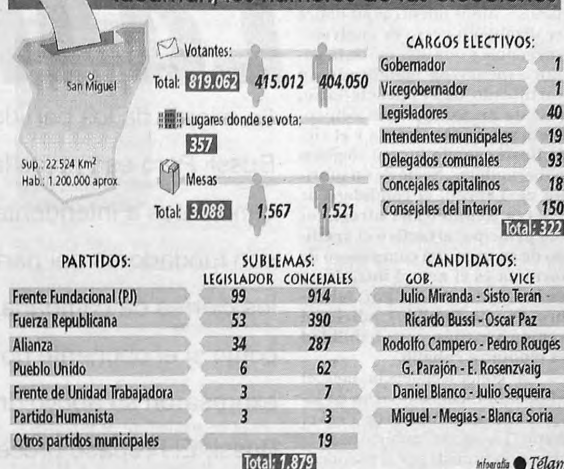 Tucumán, los números de las elecciones
San Miguel
Sup.: 22.524 Km²
Hab.: 1.200.000 aprox.
Votantes:
Total: 819.062 415.012 404.050
Lugares donde se vota:
357
Mesas
Total: 3.088 1.567 1.521
CARGOS ELECTIVOS:
Gobernador 1
Vicegobernador 1
Legisladores 40
Intendentes municipales 19
Delegados comunales 93
Concejales capitalinos 18
Consejales del interior 150
Total: 322
PARTIDOS: SUBLEMAS: CANDIDATOS:
LEGISLADOR CONCEJALES GOB. VICE
Frente Fundacional (PJ) 99 914 Julio Miranda - Sisto Terán
Fuerza Republicana 53 390 Ricardo Bussi - Oscar Paz
Alianza 34 287 Rodolfo Campero - Pedro Rougés
Pueblo Unido 6 62 G. Parajón - E. Rosenzvaig
Frente de Unidad Trabajadora 3 7 Daniel Blanco - Julio Sequeira
Partido Humanista 3 3 Miguel - Megías - Blanca Soria
Otros partidos municipales 19
Total: 1.879
Infografía Télam